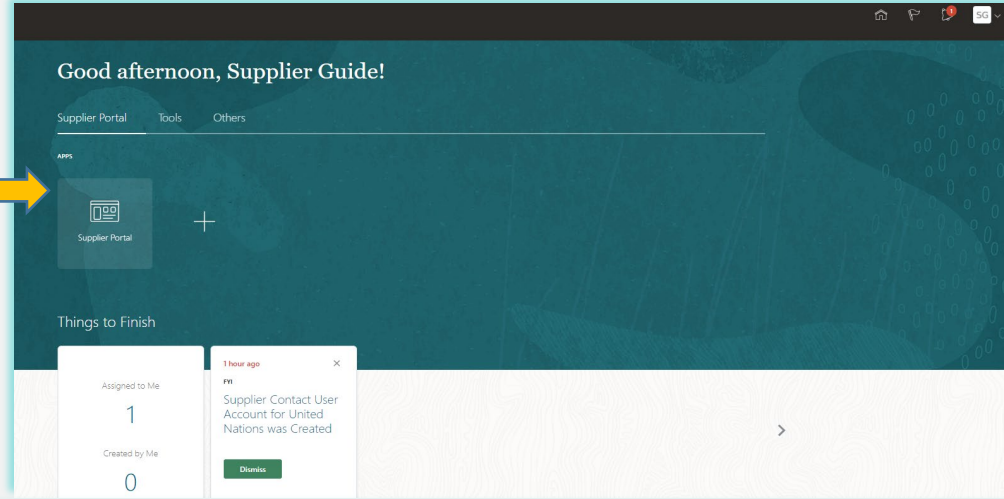 1
SG
Good afternoon, Supplier Guide!
Supplier Portal Tools Others
APPS
Supplier Portal
Things to Finish
Assigned to Me
1
Created by Me
0
1 hour ago
FYI
Supplier Contact User
Account for United
Nations was Created
Dismiss